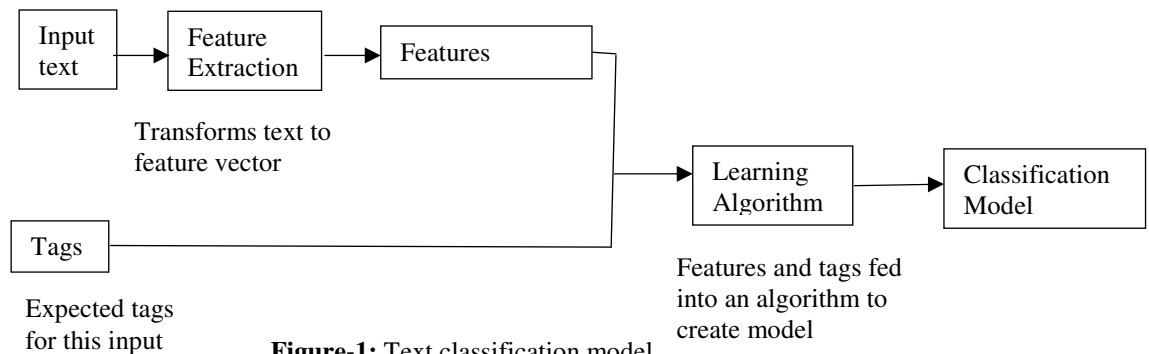 Input
text
Feature
Extraction
Features
Transforms text to
feature vector
Learning
Algorithm
Classification
Model
Tags
Expected tags
for this input
Features and tags fed
into an algorithm to
create model
Figure-1: Text classification model